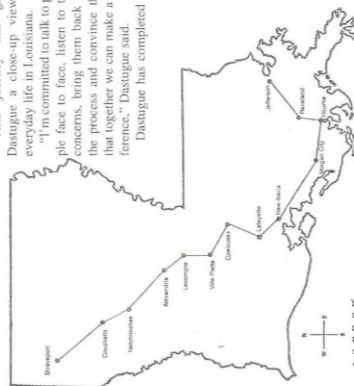 Dastugue a close-up view
everyday life in Louisiana.
"I'm committed to talk to p
ple face to face, listen to t
concerns, bring them back
the process and convince th
that together we can make a
ference," Dastugue said.
Dastugue has completed
Shreveport
Coushatta
Natchitoches
Alexandria
Lecompte
Ville Platte
Opelousas
Lafayette
New Iberia
Morgan City
Houma
Raceland
Jefferson
N
W E
S